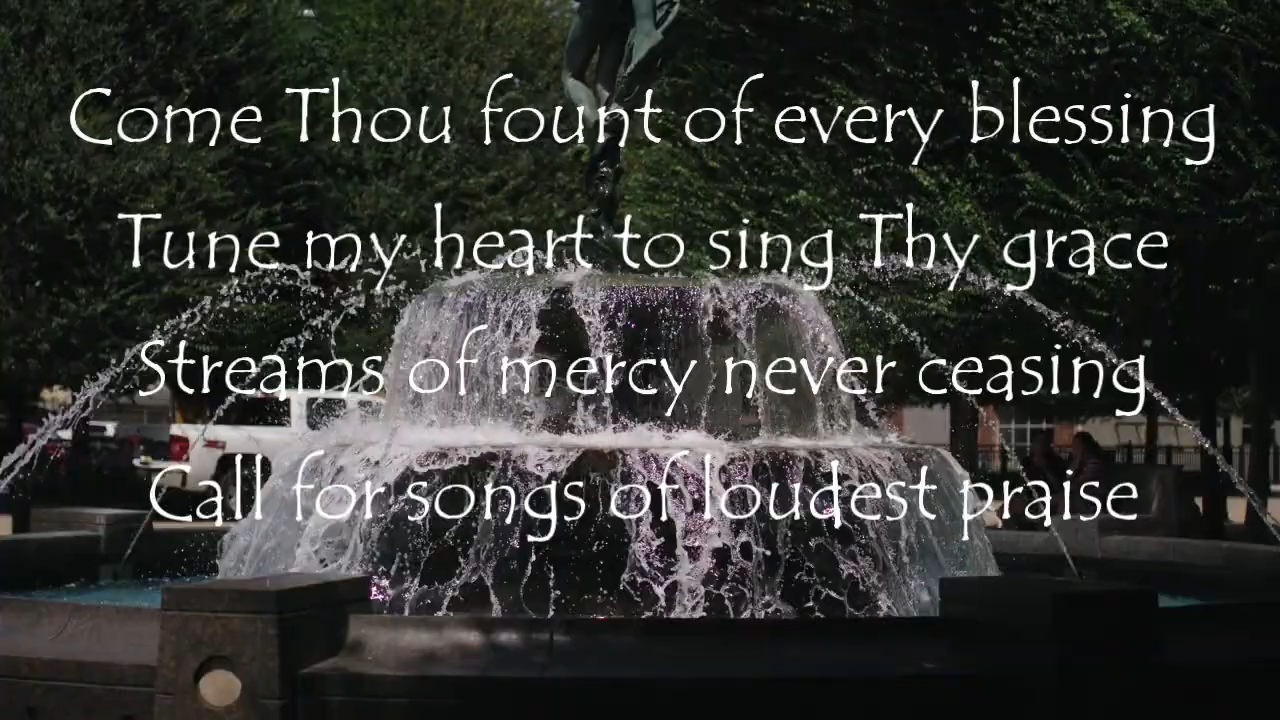 Come Thou fount of every blessing
Tune my heart to sing Thy grace
Streams of mercy never ceasing
Call for songs of loudest praise